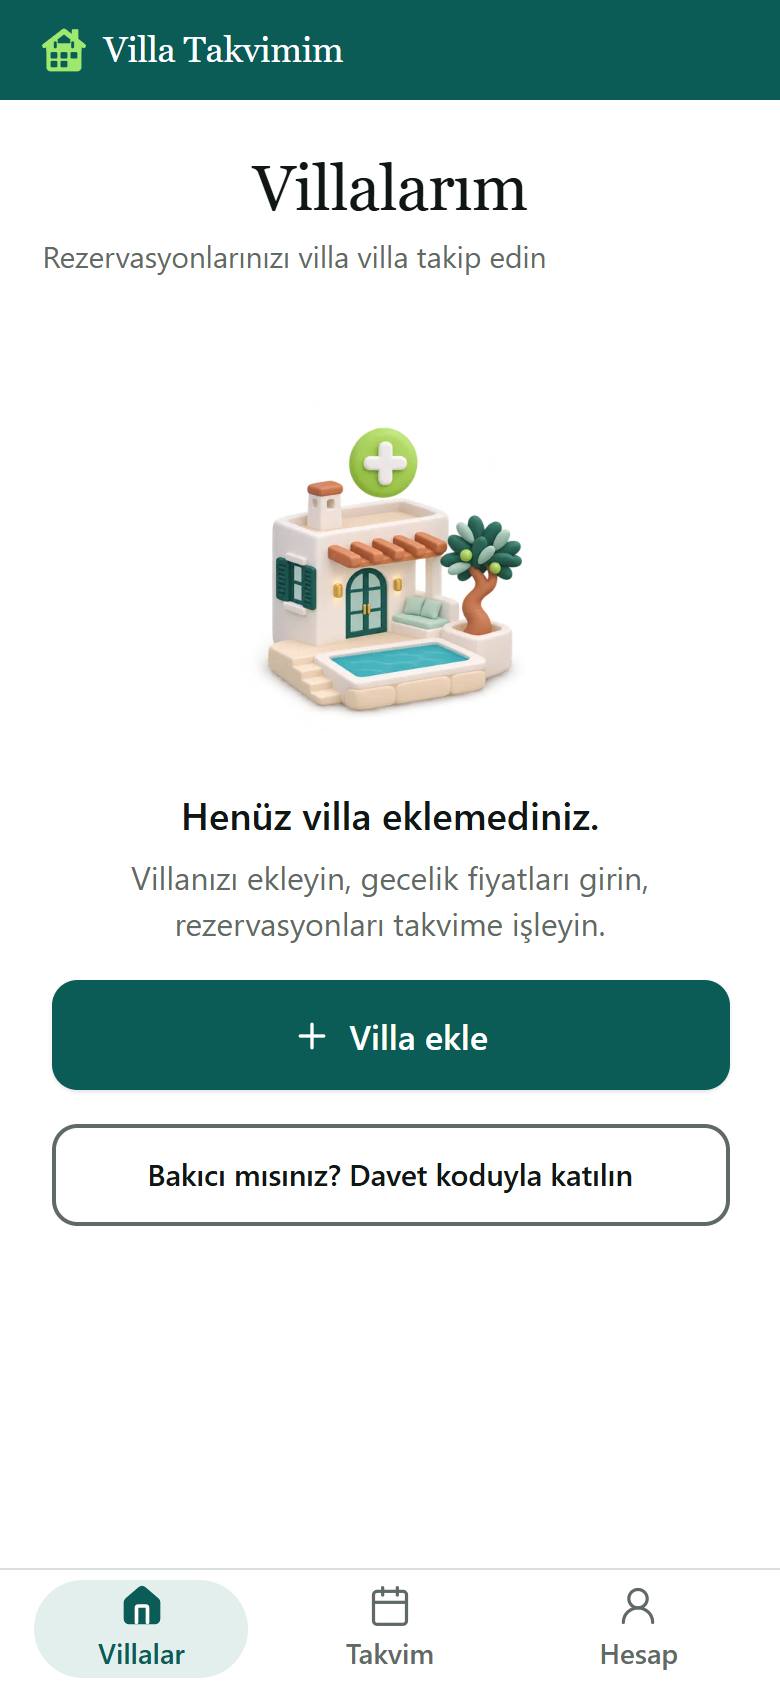 Villa Takvimim
Villalarım
Rezervasyonlarınızı villa villa takip edin
Henüz villa eklemediniz.
Villanızı ekleyin, gecelik fiyatları girin,
rezervasyonları takvime işleyin.
+ Villa ekle
Bakıcı mısınız? Davet koduyla katılın
Villalar
Takvim
Hesap